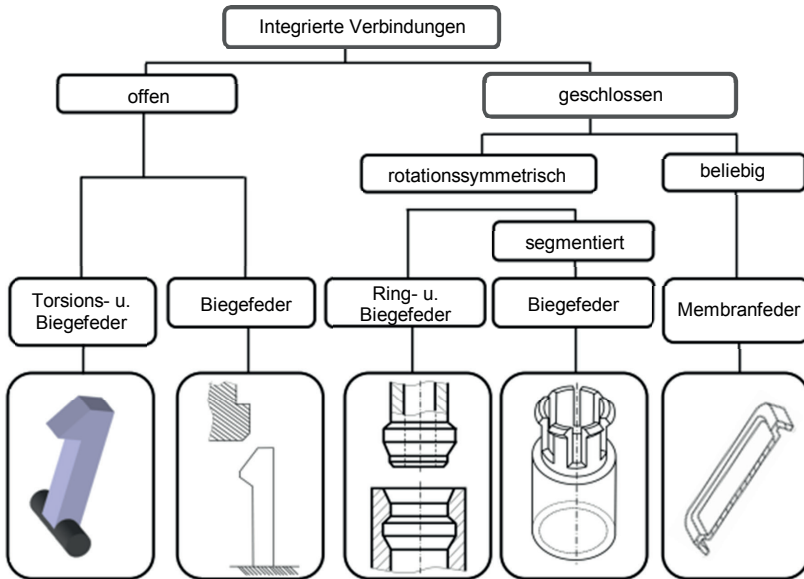 Integrierte Verbindungen
offen
geschlossen
rotationssymmetrisch
beliebig
segmentiert
Torsions- u.
Biegefeder
Biegefeder
Ring- u.
Biegefeder
Biegefeder
Membranfeder